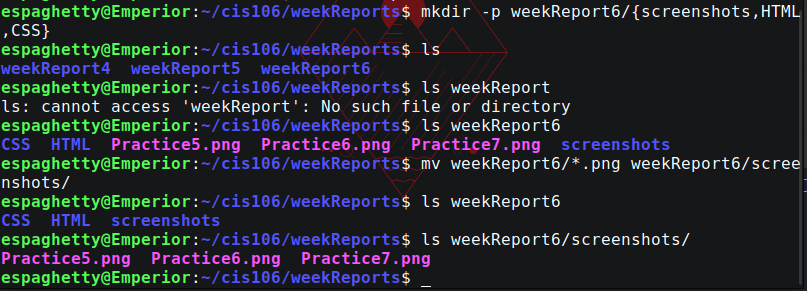 espaghetty@Emperior:~/cis106/weekReports$ mkdir -p weekReport6/{screenshots,HTML
,CSS}
espaghetty@Emperior:~/cis106/weekReports$ ls
weekReport4  weekReport5  weekReport6
espaghetty@Emperior:~/cis106/weekReports$ ls weekReport
ls: cannot access 'weekReport': No such file or directory
espaghetty@Emperior:~/cis106/weekReports$ ls weekReport6
CSS  HTML  Practice5.png  Practice6.png  Practice7.png  screenshots
espaghetty@Emperior:~/cis106/weekReports$ mv weekReport6/*.png weekReport6/scree
nshots/
espaghetty@Emperior:~/cis106/weekReports$ ls weekReport6
CSS  HTML  screenshots
espaghetty@Emperior:~/cis106/weekReports$ ls weekReport6/screenshots/
Practice5.png  Practice6.png  Practice7.png
espaghetty@Emperior:~/cis106/weekReports$ _